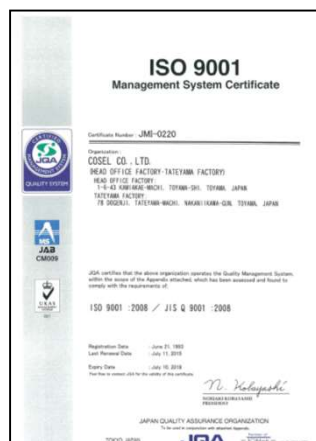 ISO 9001
Management System Certificate
Certificate Number : JMI-0220
Organization:
COSEL CO., LTD.
(HEAD OFFICE FACTORY·TATEYAMA FACTORY)
HEAD OFFICE FACTORY:
1-6-43 KAMIAKAE-MACHI, TOYAMA-SHI, TOYAMA, JAPAN
TATEYAMA FACTORY:
TATEYAMA-MACHI, NAKANIIKAWA-GUN, TOYAMA, JAPAN
CERTIFIED
JQA
QUALITY SYSTEM
MS
JAB
CM009
UKAS
JQA certifies that the above organization operates the Quality Management System,
within the scope of the Appendix attached, which has been assessed and found to
comply with the requirements of:
ISO 9001 :2008 / JIS Q 9001 :2008
Registration Date : June 21, 1993
Last Renewal Date : July 11,
Expiry Date : July 10,
N. Kobayashi
NORIAKI KOBAYASHI
PRESIDENT
JAPAN QUALITY ASSURANCE ORGANIZATION
TOKYO, JAPAN
JQA